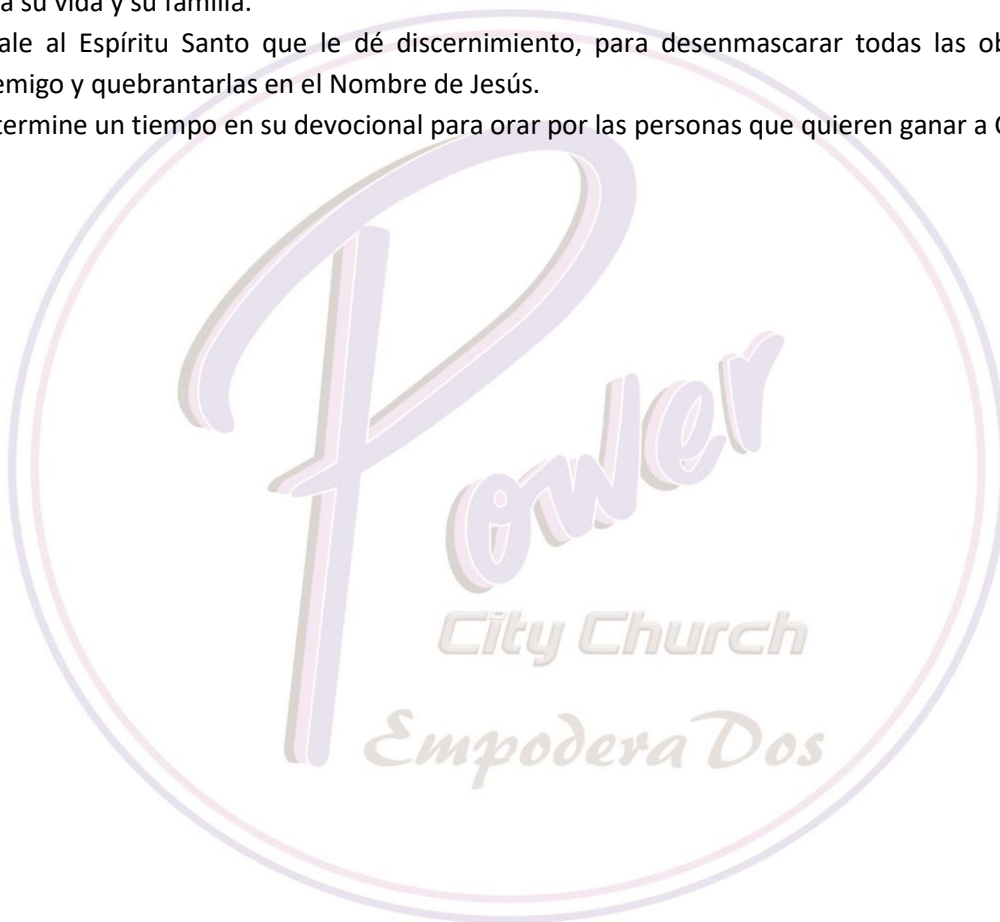 a su vida y su familia.
ale al Espíritu Santo que le dé discernimiento, para desenmascarar todas las ob
emigo y quebrantarlas en el Nombre de Jesús.
termine un tiempo en su devocional para orar por las personas que quieren ganar a
Power
City Church
Empodera Dos